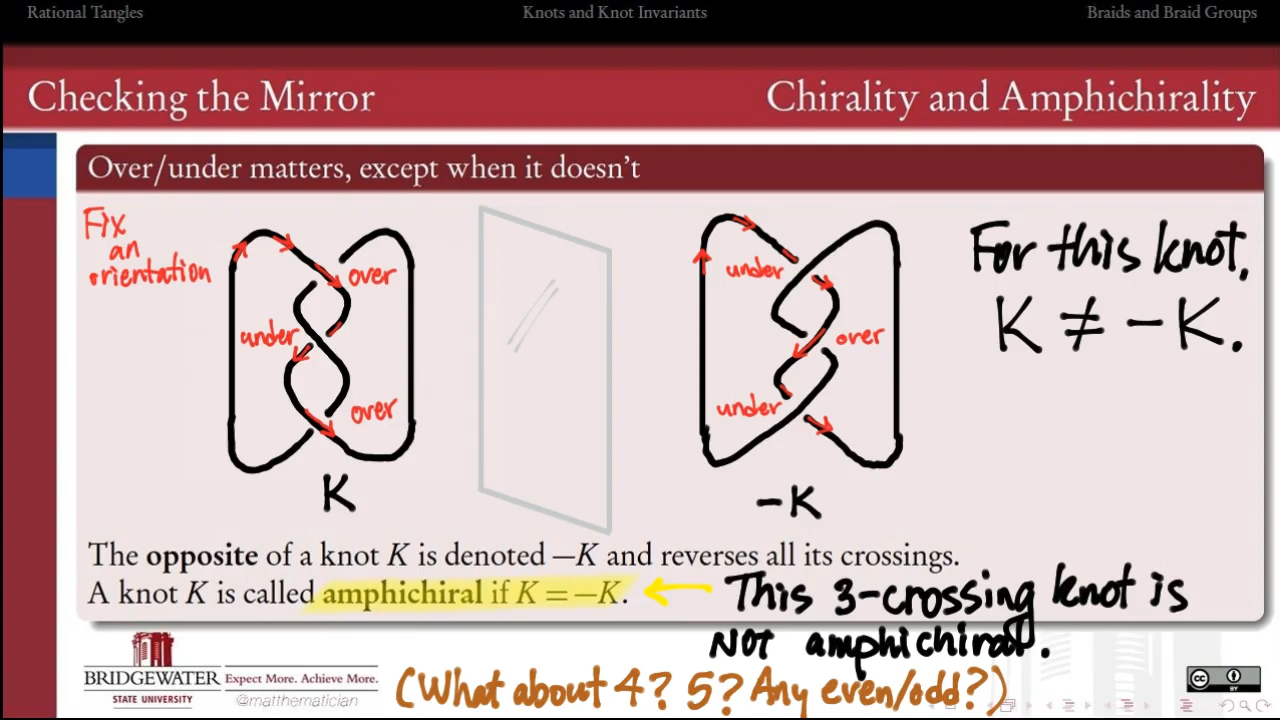 Rational Tangles Knots and Knot Invariants Braids and Braid Groups
Checking the Mirror Chirality and Amphichirality
Over/under matters, except when it doesn't
Fix
an
orientation
over
under
over
K
under
over
under
-K
For this knot,
K ≠ -K.
The opposite of a knot K is denoted −K and reverses all its crossings.
A knot K is called amphichiral if K = −K.
This 3-crossing knot is
NOT amphichiral.
(What about 4? 5? Any even/odd?)
BRIDGEWATER
STATE UNIVERSITY
Expect More. Achieve More.
@matthematician
cc
BY